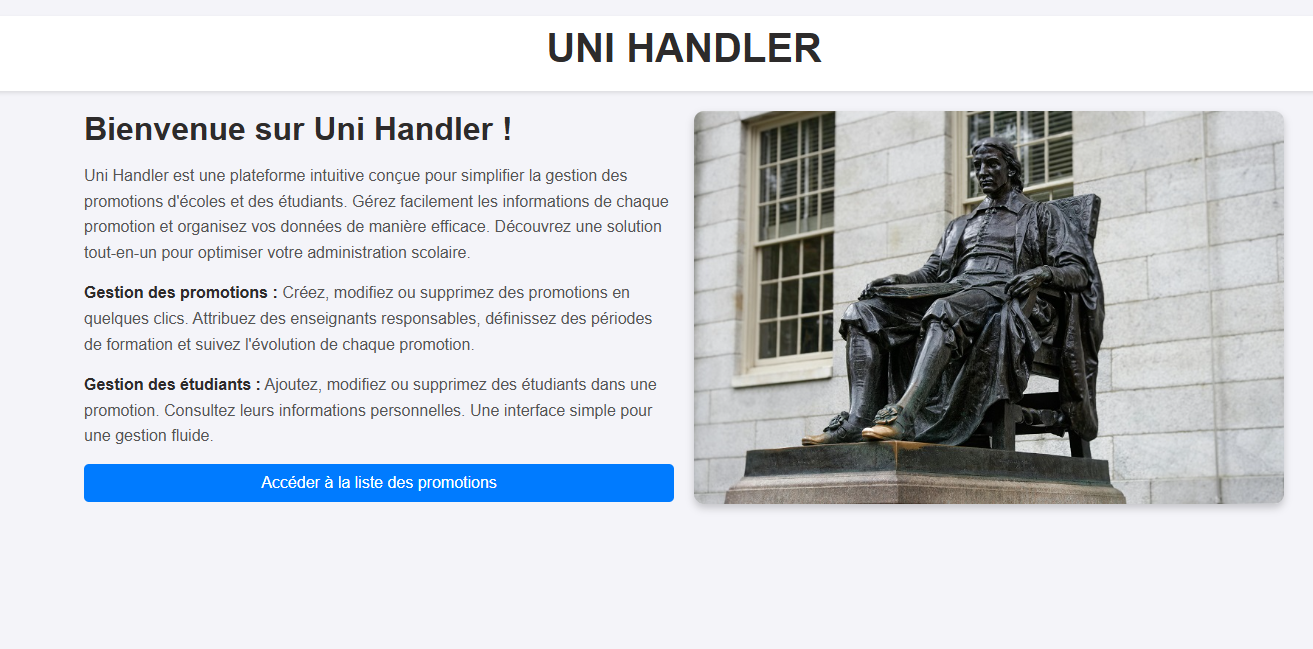 UNI HANDLER
Bienvenue sur Uni Handler !
Uni Handler est une plateforme intuitive conçue pour simplifier la gestion des
promotions d'écoles et des étudiants. Gérez facilement les informations de chaque
promotion et organisez vos données de manière efficace. Découvrez une solution
tout-en-un pour optimiser votre administration scolaire.
Gestion des promotions : Créez, modifiez ou supprimez des promotions en
quelques clics. Attribuez des enseignants responsables, définissez des périodes
de formation et suivez l'évolution de chaque promotion.
Gestion des étudiants : Ajoutez, modifiez ou supprimez des étudiants dans une
promotion. Consultez leurs informations personnelles. Une interface simple pour
une gestion fluide.
Accéder à la liste des promotions